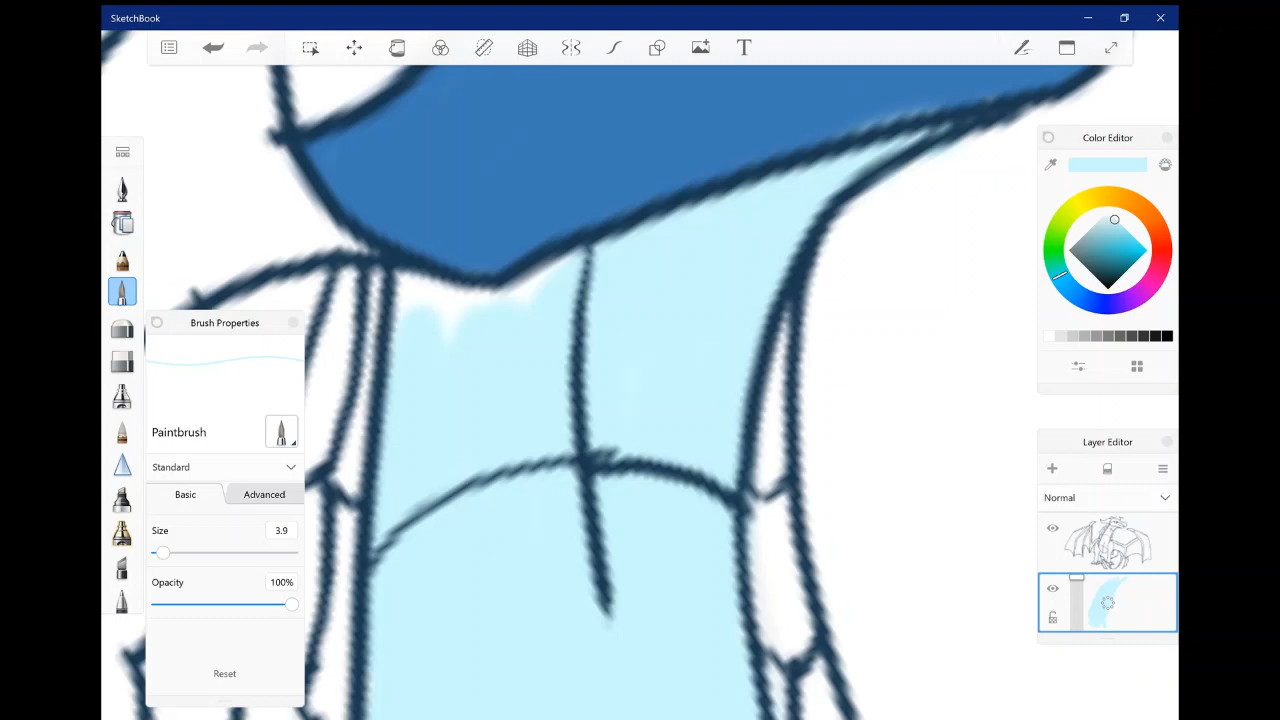 SketchBook
T
Color Editor
Brush Properties
Paintbrush
Standard
Basic Advanced
Size 3.9
Opacity 100%
Reset
Layer Editor
Normal